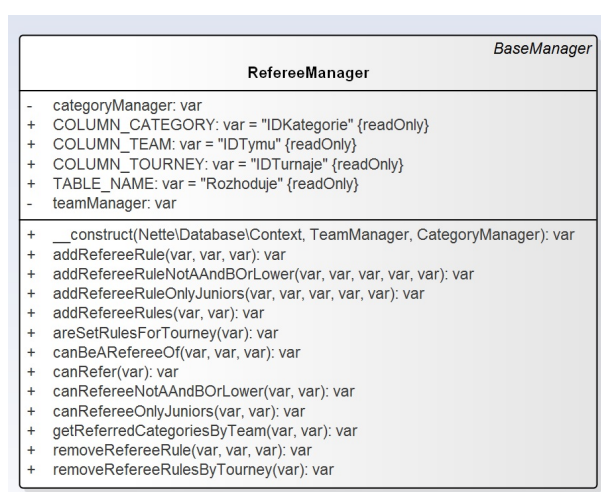 BaseManager
RefereeManager
- categoryManager: var
+ COLUMN_CATEGORY: var = "IDKategorie" {readOnly}
+ COLUMN_TEAM: var = "IDTymu" {readOnly}
+ COLUMN_TOURNEY: var = "IDTurnaje" {readOnly}
+ TABLE_NAME: var = "Rozhoduje" {readOnly}
- teamManager: var
+ __construct(Nette\Database\Context, TeamManager, CategoryManager): var
+ addRefereeRule(var, var, var): var
+ addRefereeRuleNotAAndBOrLower(var, var, var, var, var): var
+ addRefereeRuleOnlyJuniors(var, var, var, var, var): var
+ addRefereeRules(var, var): var
+ areSetRulesForTourney(var): var
+ canBeARefereeOf(var, var, var): var
+ canRefer(var): var
+ canRefereeNotAAndBOrLower(var, var): var
+ canRefereeOnlyJuniors(var, var): var
+ getReferredCategoriesByTeam(var, var): var
+ removeRefereeRule(var, var, var): var
+ removeRefereeRulesByTourney(var): var